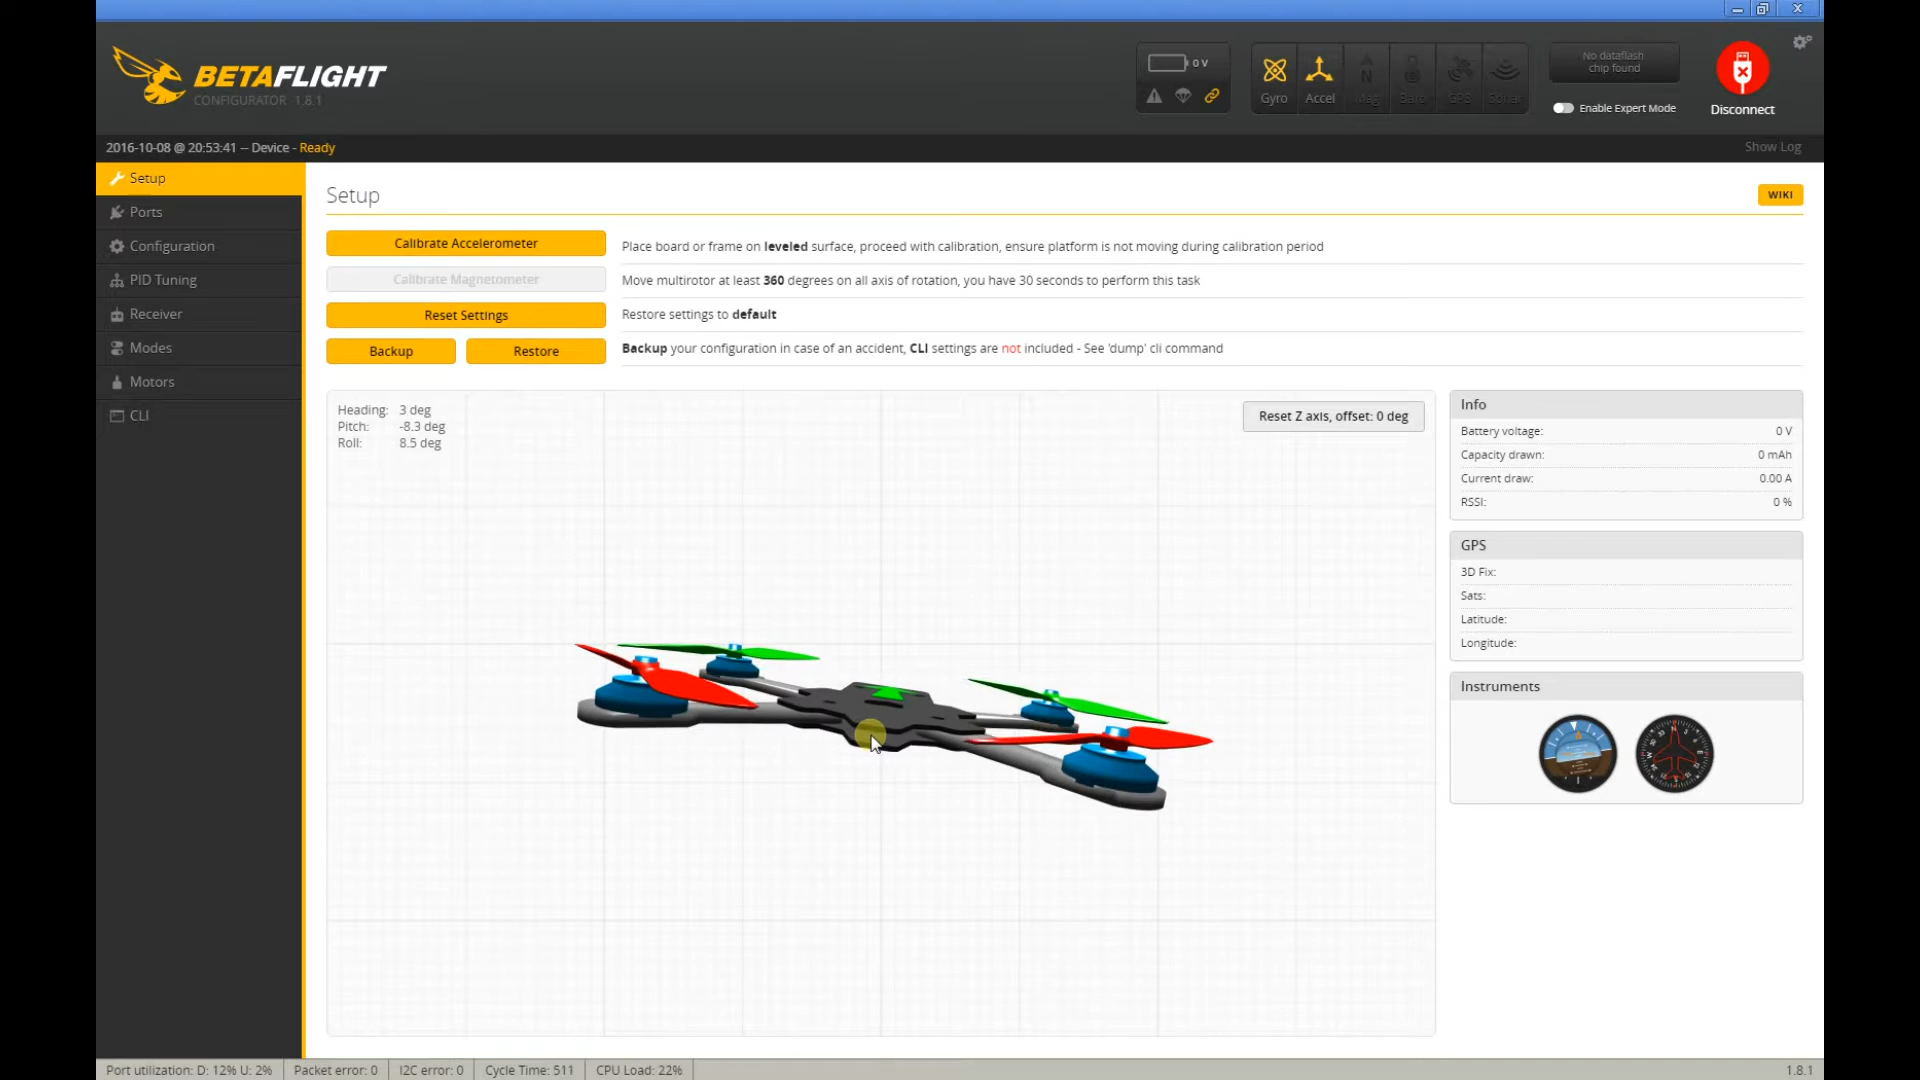 BETAFLIGHT
CONFIGURATOR 1.8.1
0 V
Gyro
Accel
Mag
Baro
GPS
Sonar
No dataflash
chip found
Enable Expert Mode
Disconnect
2016-10-08 @ 20:53:41 -- Device - Ready
Show Log
Setup
Ports
Configuration
PID Tuning
Receiver
Modes
Motors
CLI
Setup
WIKI
Calibrate Accelerometer
Place board or frame on leveled surface, proceed with calibration, ensure platform is not moving during calibration period
Calibrate Magnetometer
Move multirotor at least 360 degrees on all axis of rotation, you have 30 seconds to perform this task
Reset Settings
Restore settings to default
Backup
Restore
Backup your configuration in case of an accident, CLI settings are not included - See 'dump' cli command
Heading: 3 deg
Pitch: -8.3 deg
Roll: 8.5 deg
Reset Z axis, offset: 0 deg
Info
Battery voltage: 0 V
Capacity drawn: 0 mAh
Current draw: 0.00 A
RSSI: 0 %
GPS
3D Fix:
Sats:
Latitude:
Longitude:
Instruments
Port utilization: D: 12% U: 2%
Packet error: 0
I2C error: 0
Cycle Time: 511
CPU Load: 22%
1.8.1